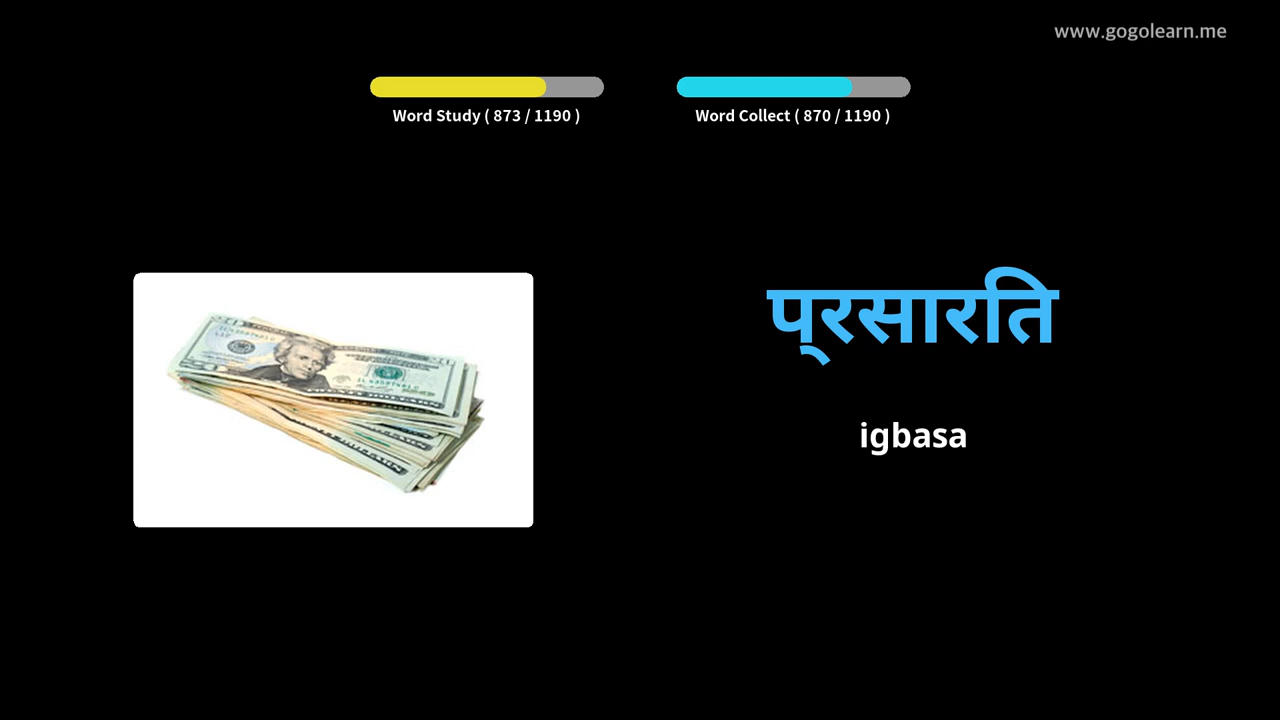 www.gogolearn.me
Word Study ( 873 / 1190 )
Word Collect ( 870 / 1190 )
प्रसारति
igbasa